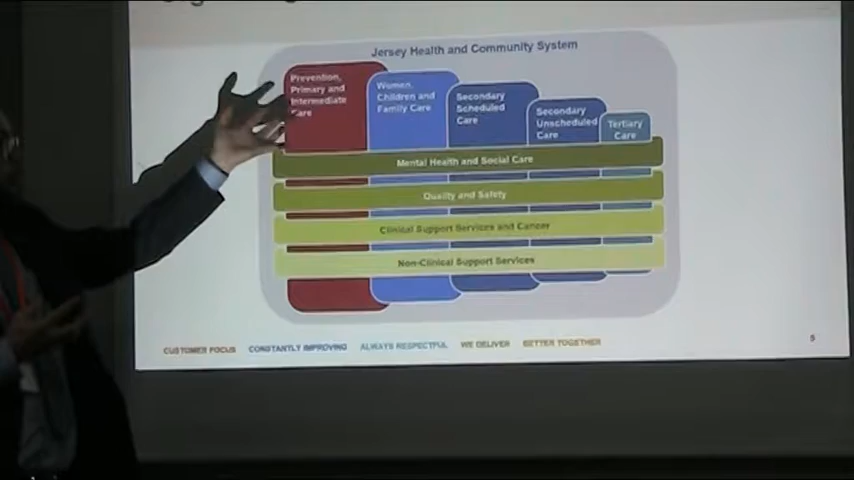 Jersey Health and Community System
Prevention,
Primary and
Intermediate
Care
Women,
Children and
Family Care
Secondary
Scheduled
Care
Secondary
Unscheduled
Care
Tertiary
Care
Mental Health and Social Care
Quality and Safety
Clinical Support Services and Cancer
Non-Clinical Support Services
CUSTOMER FOCUS CONSTANTLY IMPROVING ALWAYS RESPECTFUL WE DELIVER BETTER TOGETHER
5